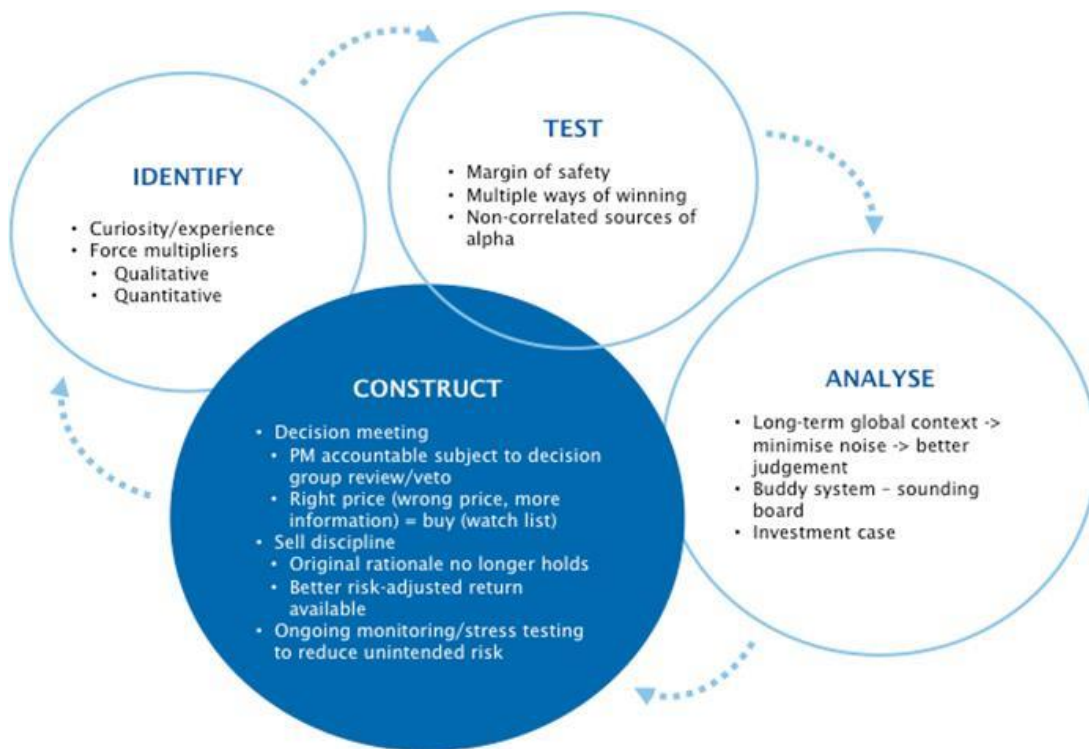 IDENTIFY
• Curiosity/experience
• Force multipliers
• Qualitative
• Quantitative
TEST
• Margin of safety
• Multiple ways of winning
• Non-correlated sources of
alpha
ANALYSE
• Long-term global context ->
minimise noise -> better
judgement
• Buddy system – sounding
board
• Investment case
CONSTRUCT
• Decision meeting
• PM accountable subject to decision
group review/veto
• Right price (wrong price, more
information) = buy (watch list)
• Sell discipline
• Original rationale no longer holds
• Better risk-adjusted return
available
• Ongoing monitoring/stress testing
to reduce unintended risk